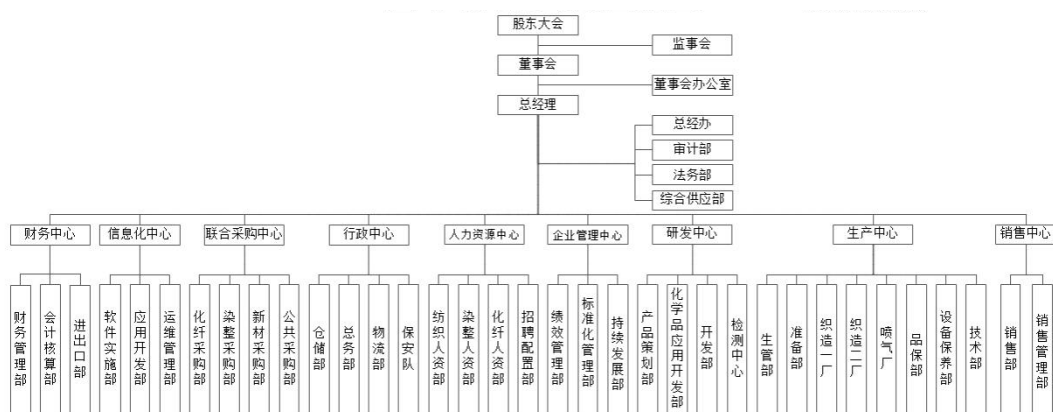 股东大会
监事会
董事会
董事会办公室
总经理
总经办
审计部
法务部
综合供应部
财务中心
信息化中心
联合采购中心
行政中心
人力资源中心
企业管理中心
研发中心
生产中心
销售中心
财务管理部
会计核算部
进出口部
软件实施部
应用开发部
运维管理部
化纤采购部
染整采购部
新材采购部
公共采购部
仓储部
总务部
物流部
保安队
纺织人资部
染整人资部
化纤人资部
招聘配置部
绩效管理部
标准化管理部
持续发展部
产品策划部
化学品应用开发部
开发部
检测中心
生管部
准备部
织造一厂
织造二厂
喷气厂
品保部
设备保养部
技术部
销售部
销售管理部